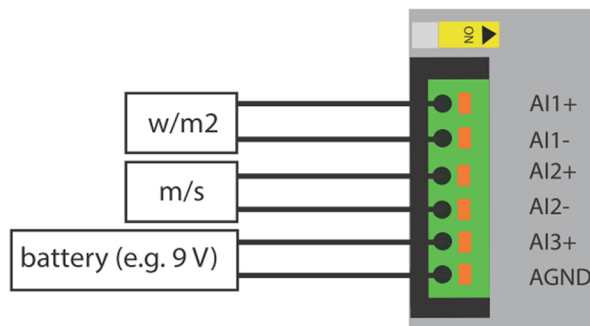 ON
w/m2
m/s
battery (e.g. 9 V)
AI1+
AI1-
AI2+
AI2-
AI3+
AGND